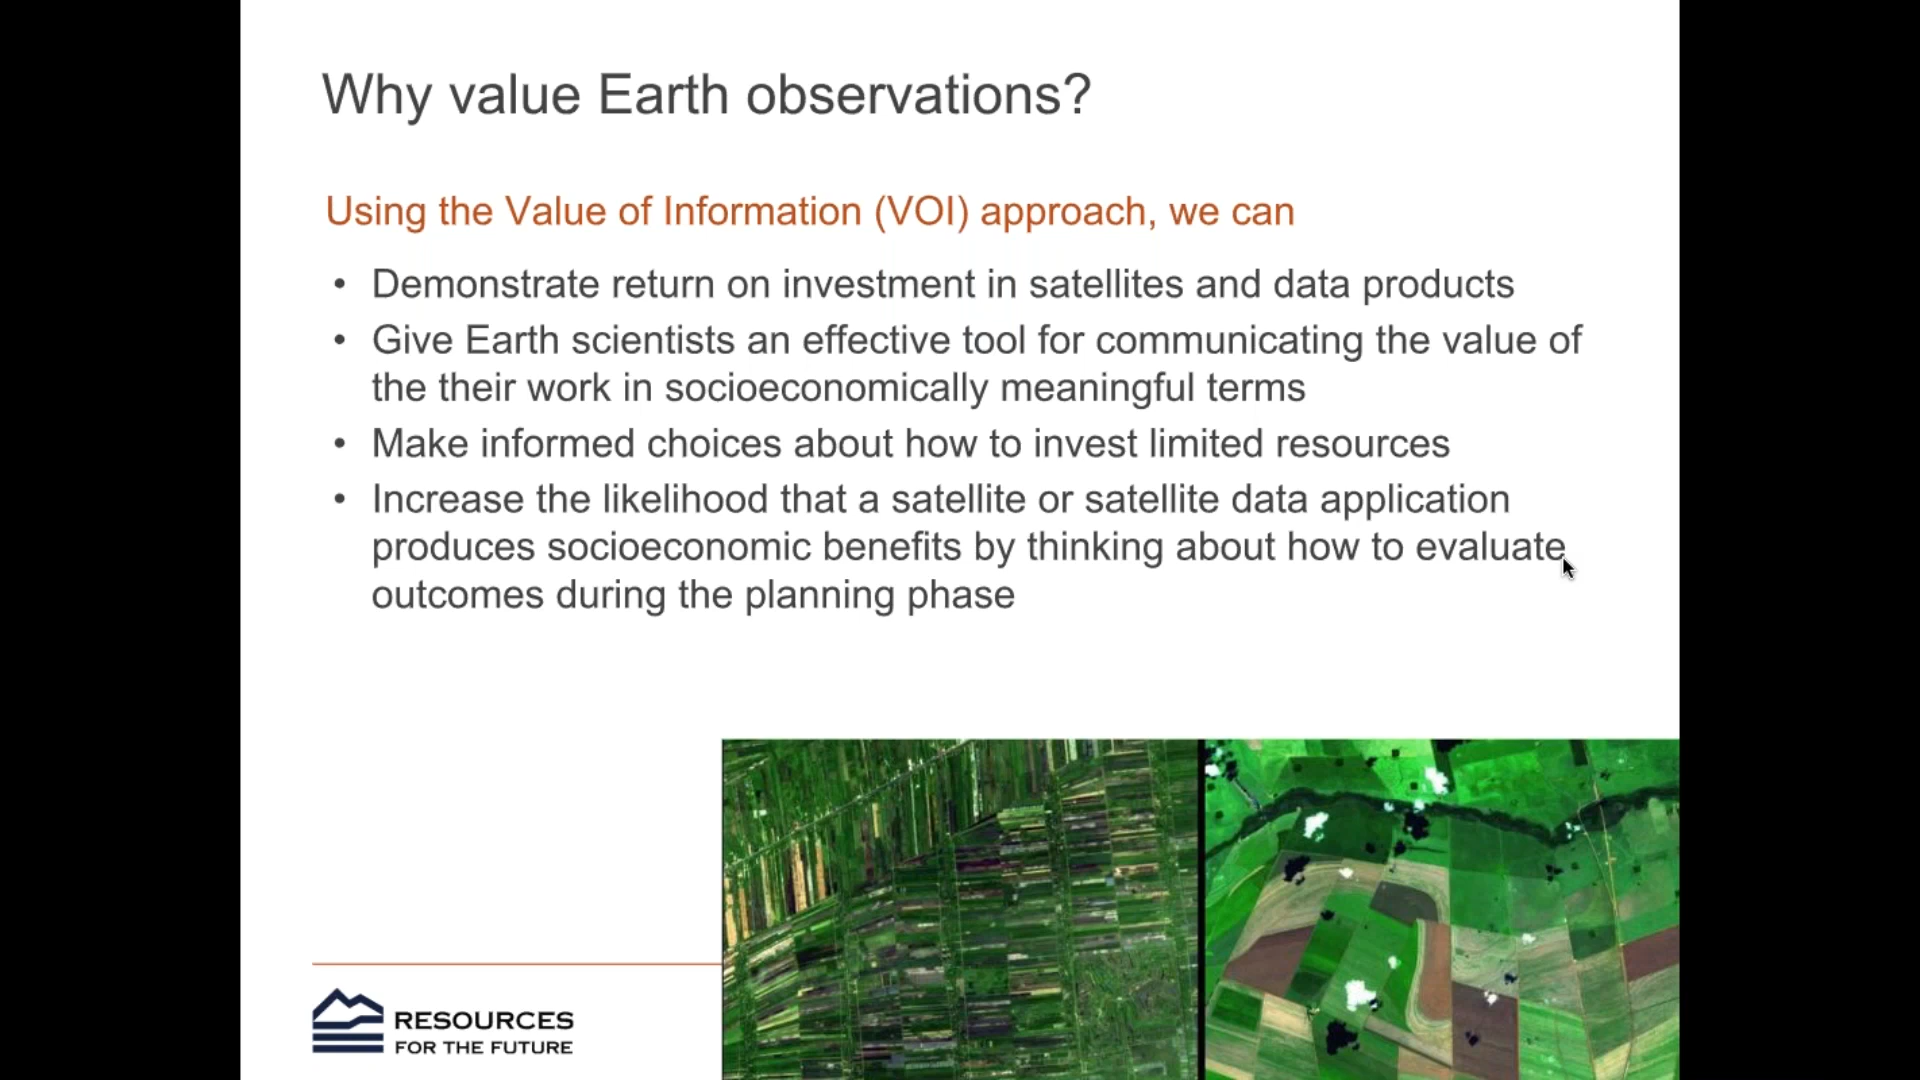 Why value Earth observations?
Using the Value of Information (VOI) approach, we can
• Demonstrate return on investment in satellites and data products
• Give Earth scientists an effective tool for communicating the value of
the their work in socioeconomically meaningful terms
• Make informed choices about how to invest limited resources
• Increase the likelihood that a satellite or satellite data application
produces socioeconomic benefits by thinking about how to evaluate
outcomes during the planning phase
RESOURCES
FOR THE FUTURE